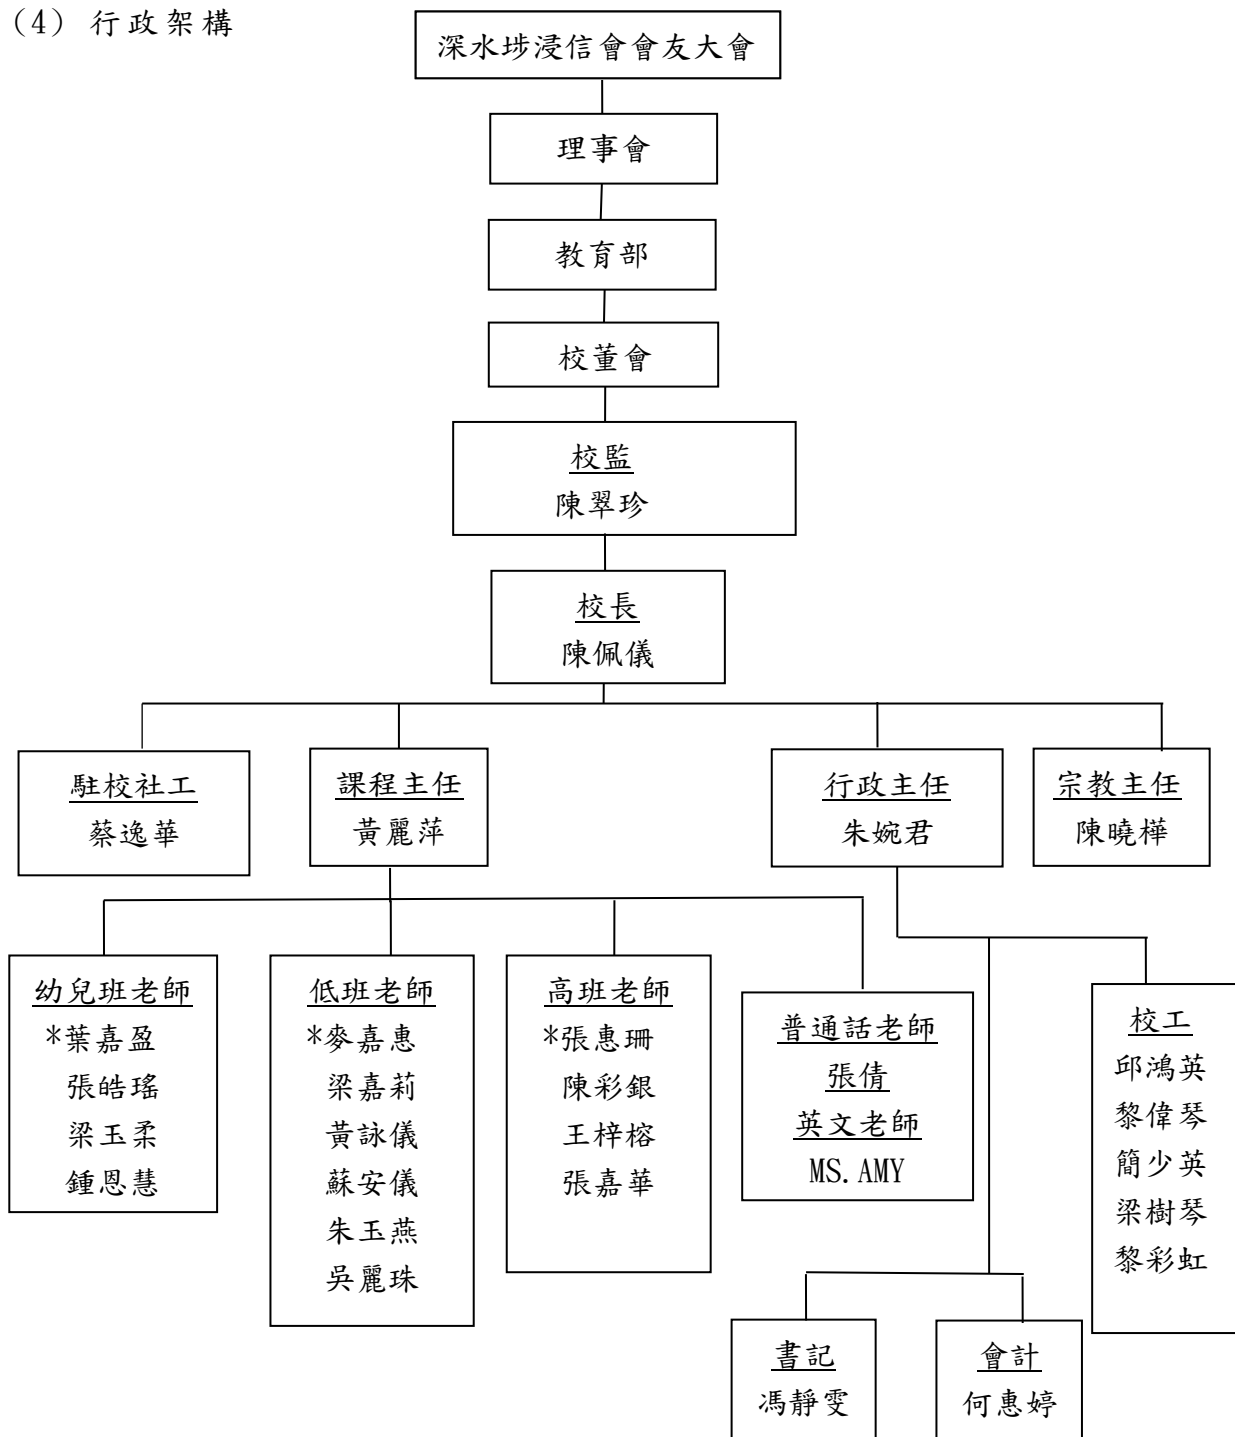 (4) 行政架構
深水埗浸信會會友大會
理事會
教育部
校董會
校監
陳翠珍
校長
陳佩儀
駐校社工
蔡逸華
課程主任
黃麗萍
行政主任
朱婉君
宗教主任
陳曉樺
幼兒班老師
*葉嘉盈
張皓瑤
梁玉柔
鍾恩慧
低班老師
*麥嘉惠
梁嘉莉
黃詠儀
蘇安儀
朱玉燕
吳麗珠
高班老師
*張惠珊
陳彩銀
王梓榕
張嘉華
普通話老師
張倩
英文老師
MS. AMY
校工
邱鴻英
黎偉琴
簡少英
梁樹琴
黎彩虹
書記
馮靜雯
會計
何惠婷